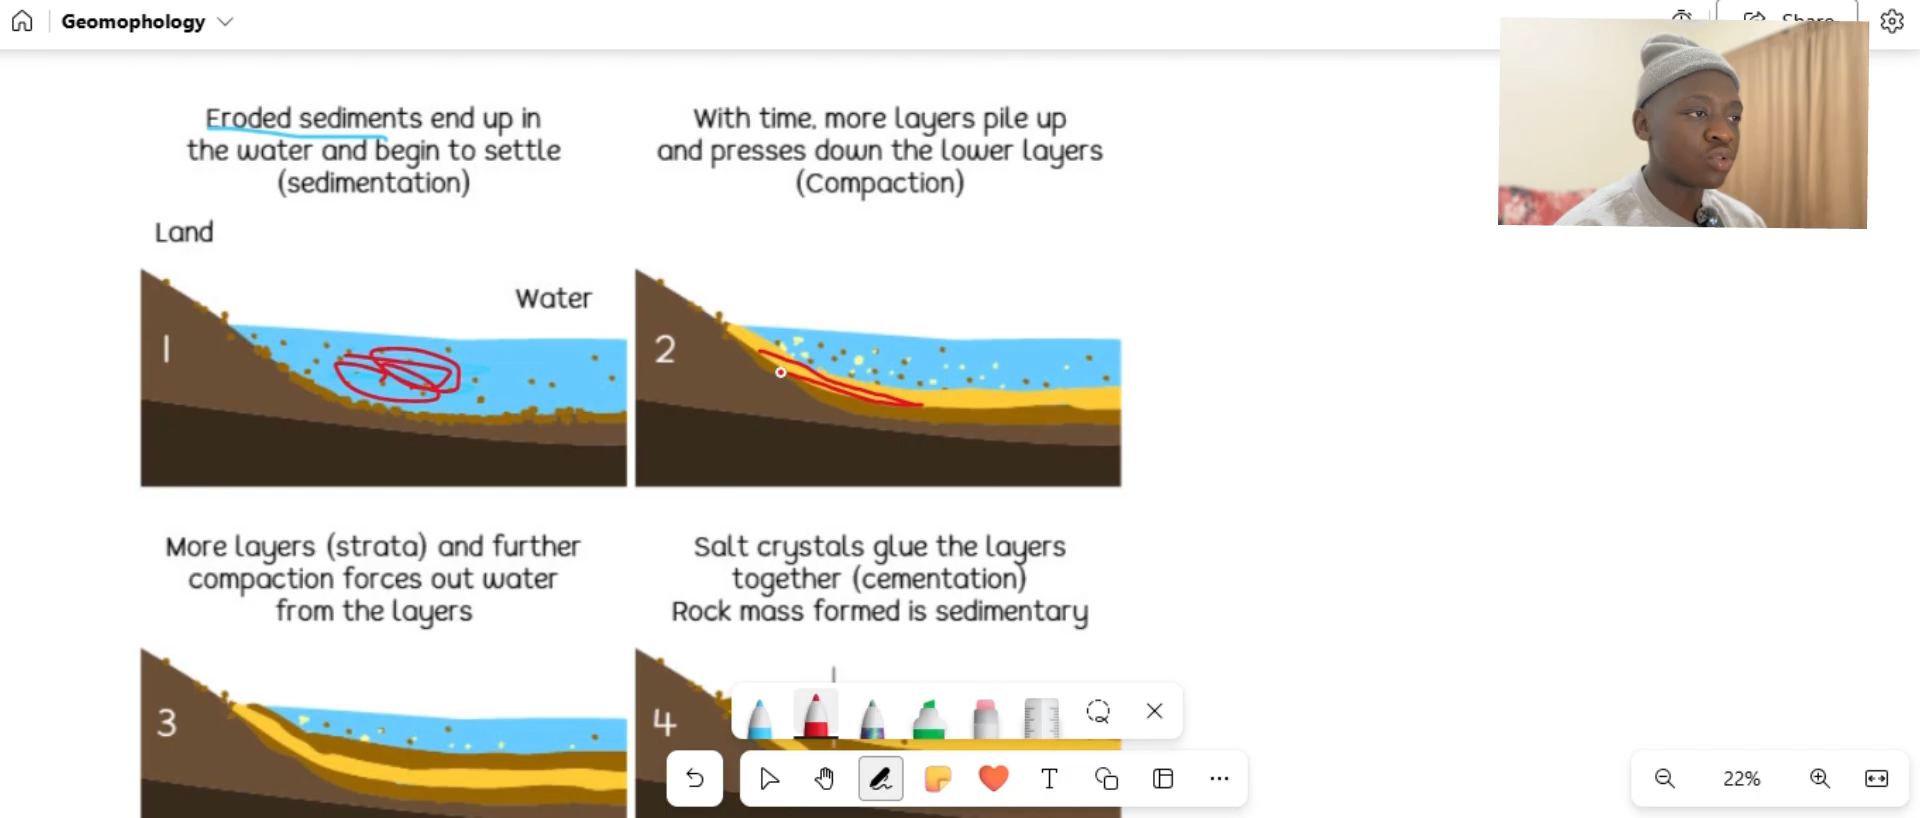 Geomophology
Share
Eroded sediments end up in
the water and begin to settle
(sedimentation)
With time, more layers pile up
and presses down the lower layers
(Compaction)
Land
Water
1
2
More layers (strata) and further
compaction forces out water
from the layers
Salt crystals glue the layers
together (cementation)
Rock mass formed is sedimentary
3
4
T
22%